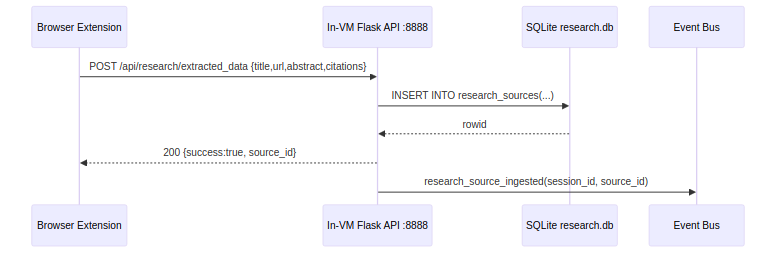 Browser Extension
In-VM Flask API :8888
SQLite research.db
Event Bus
POST /api/research/extracted_data {title,url,abstract,citations}
INSERT INTO research_sources(...)
rowid
200 {success:true, source_id}
research_source_ingested(session_id, source_id)
Browser Extension
In-VM Flask API :8888
SQLite research.db
Event Bus